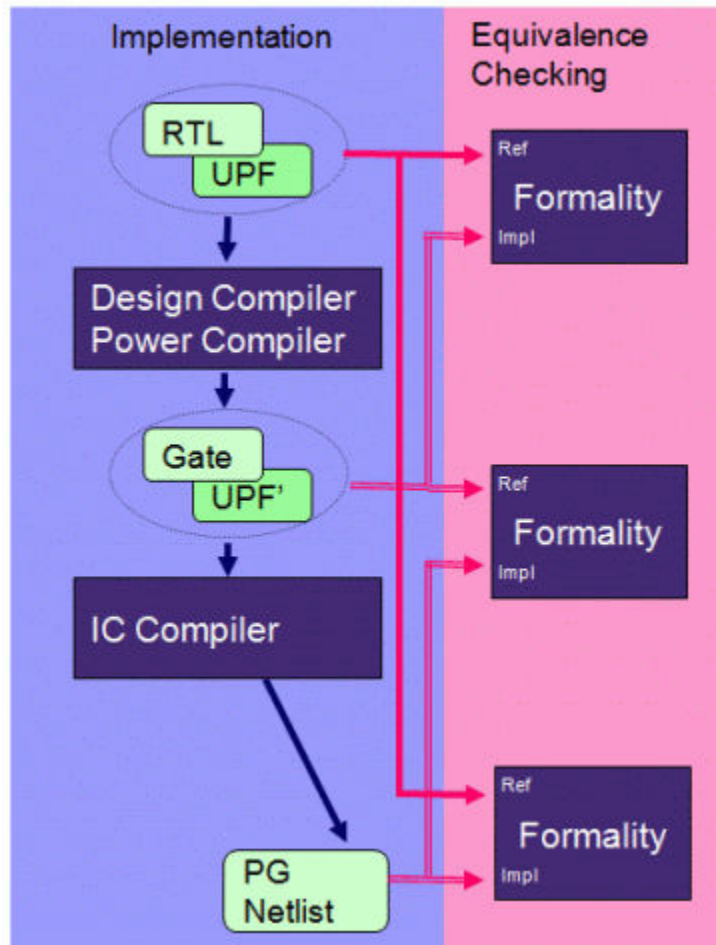 Implementation
Equivalence
Checking
RTL
UPF
Ref
Formality
Impl
Design Compiler
Power Compiler
Gate
UPF'
Ref
Formality
Impl
IC Compiler
Ref
Formality
Impl
PG
Netlist